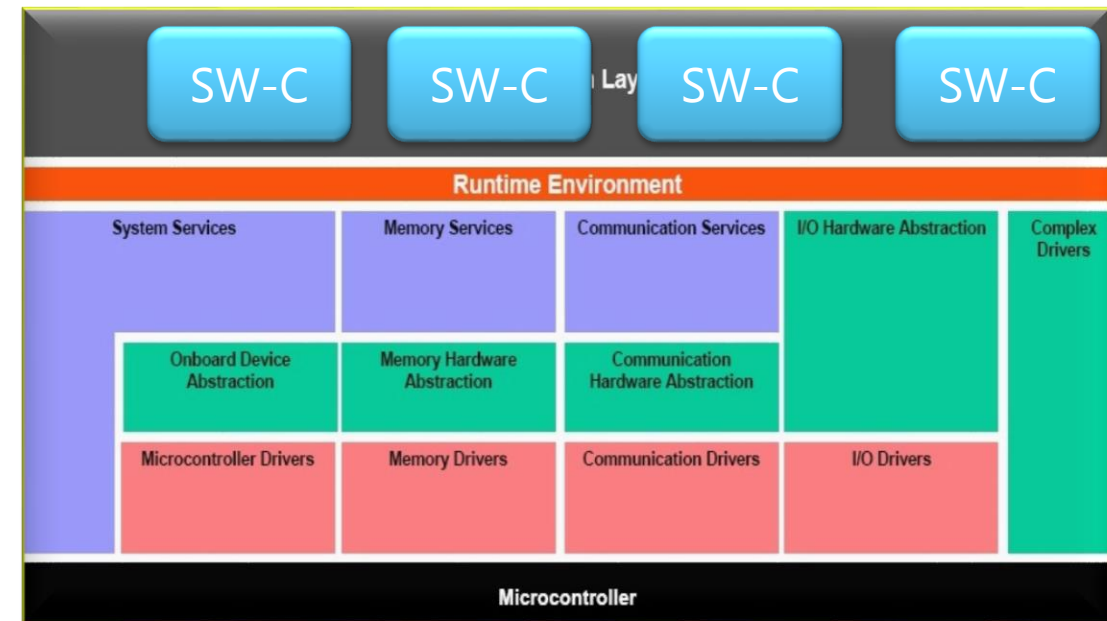 SW-C SW-C Lay SW-C SW-C
Runtime Environment
System Services
Memory Services
Communication Services
I/O Hardware Abstraction
Complex
Drivers
Onboard Device
Abstraction
Memory Hardware
Abstraction
Communication
Hardware Abstraction
Microcontroller Drivers
Memory Drivers
Communication Drivers
I/O Drivers
Microcontroller